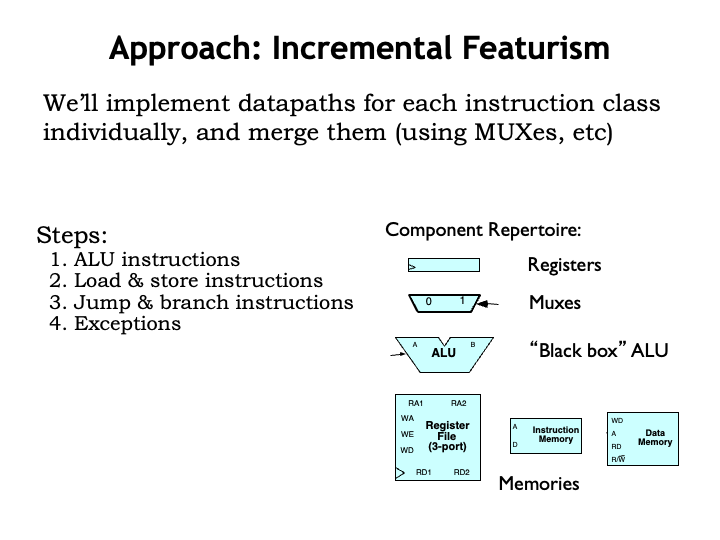 Approach: Incremental Featurism
We’ll implement datapaths for each instruction class
individually, and merge them (using MUXes, etc)
Steps:
1. ALU instructions
2. Load & store instructions
3. Jump & branch instructions
4. Exceptions
Component Repertoire:
Registers
0 1
Muxes
A B
ALU
“Black box” ALU
RA1 RA2
WA
WE
WD
Register
File
(3-port)
RD1 RD2
A
D
Instruction
Memory
WD
A
RD
R/W̅
Data
Memory
Memories